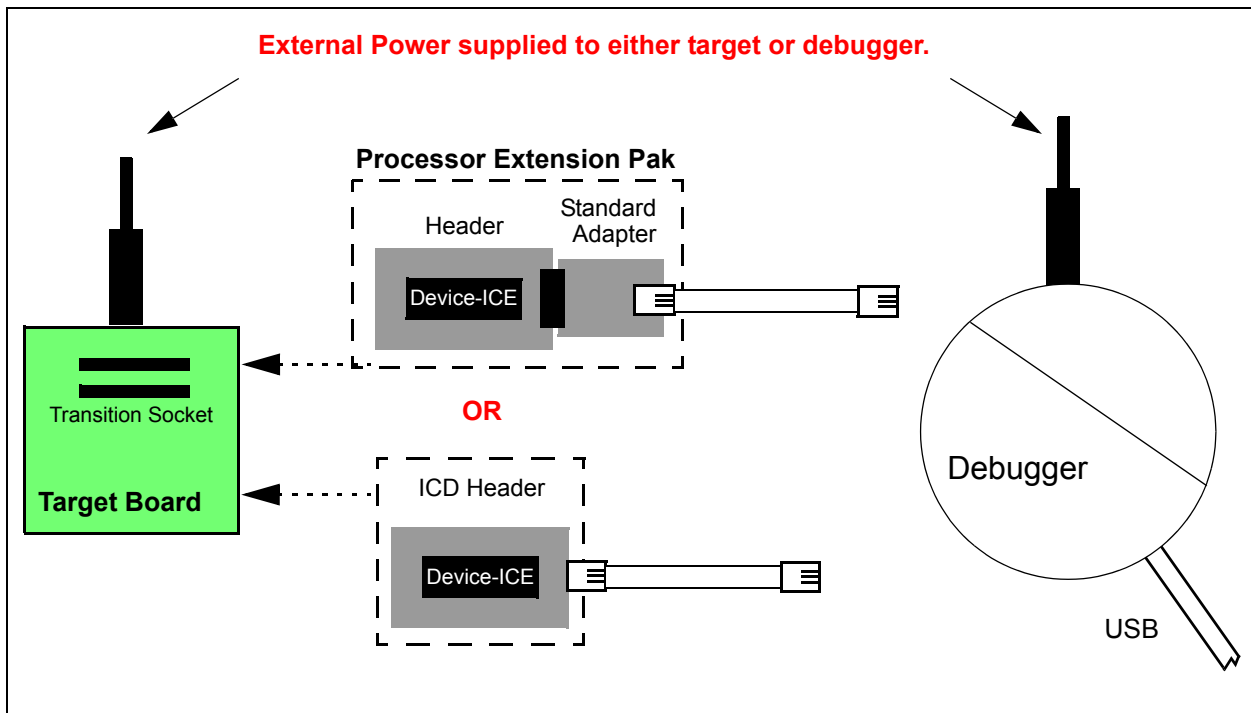 External Power supplied to either target or debugger.
Processor Extension Pak
Header
Standard
Adapter
Device-ICE
Transition Socket
Target Board
OR
ICD Header
Device-ICE
Debugger
USB